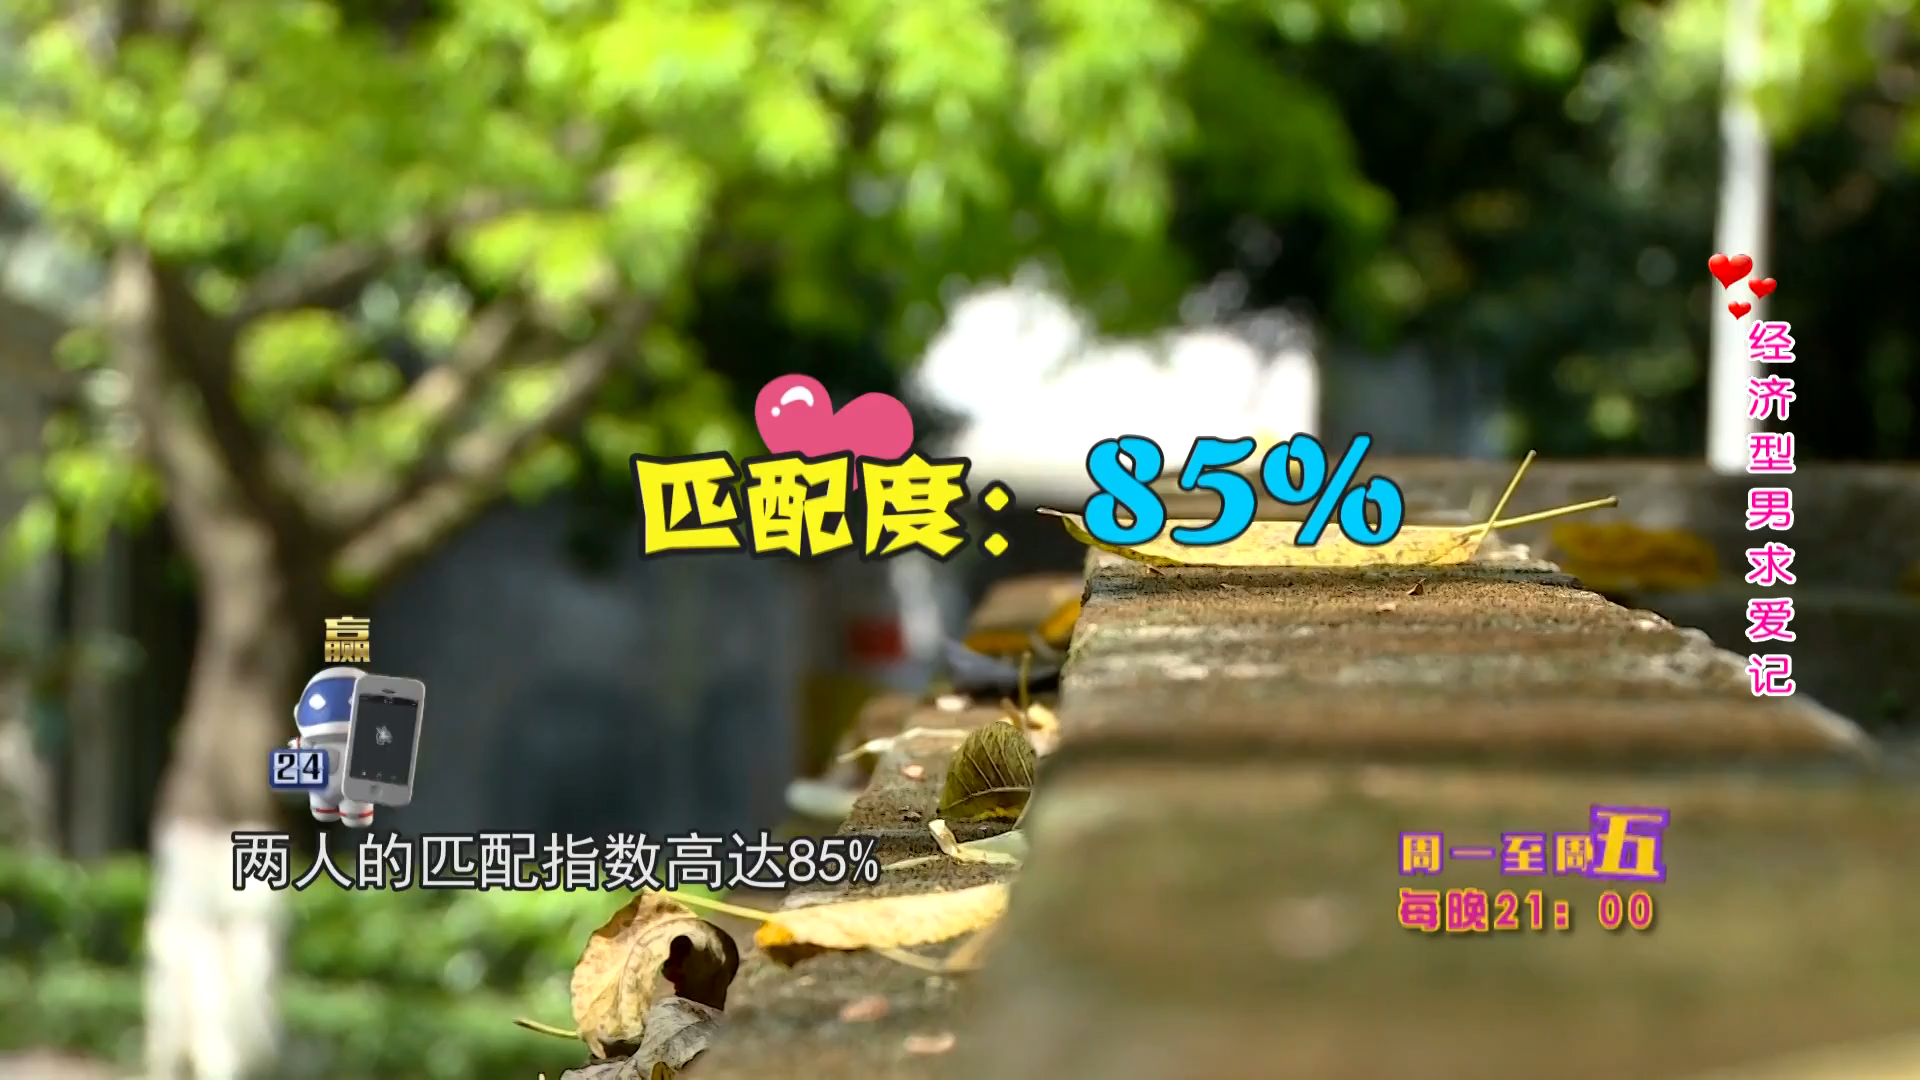 匹配度：85%
经济型男求爱记
赢
24
两人的匹配指数高达85%
周一至周五
每晚21：00